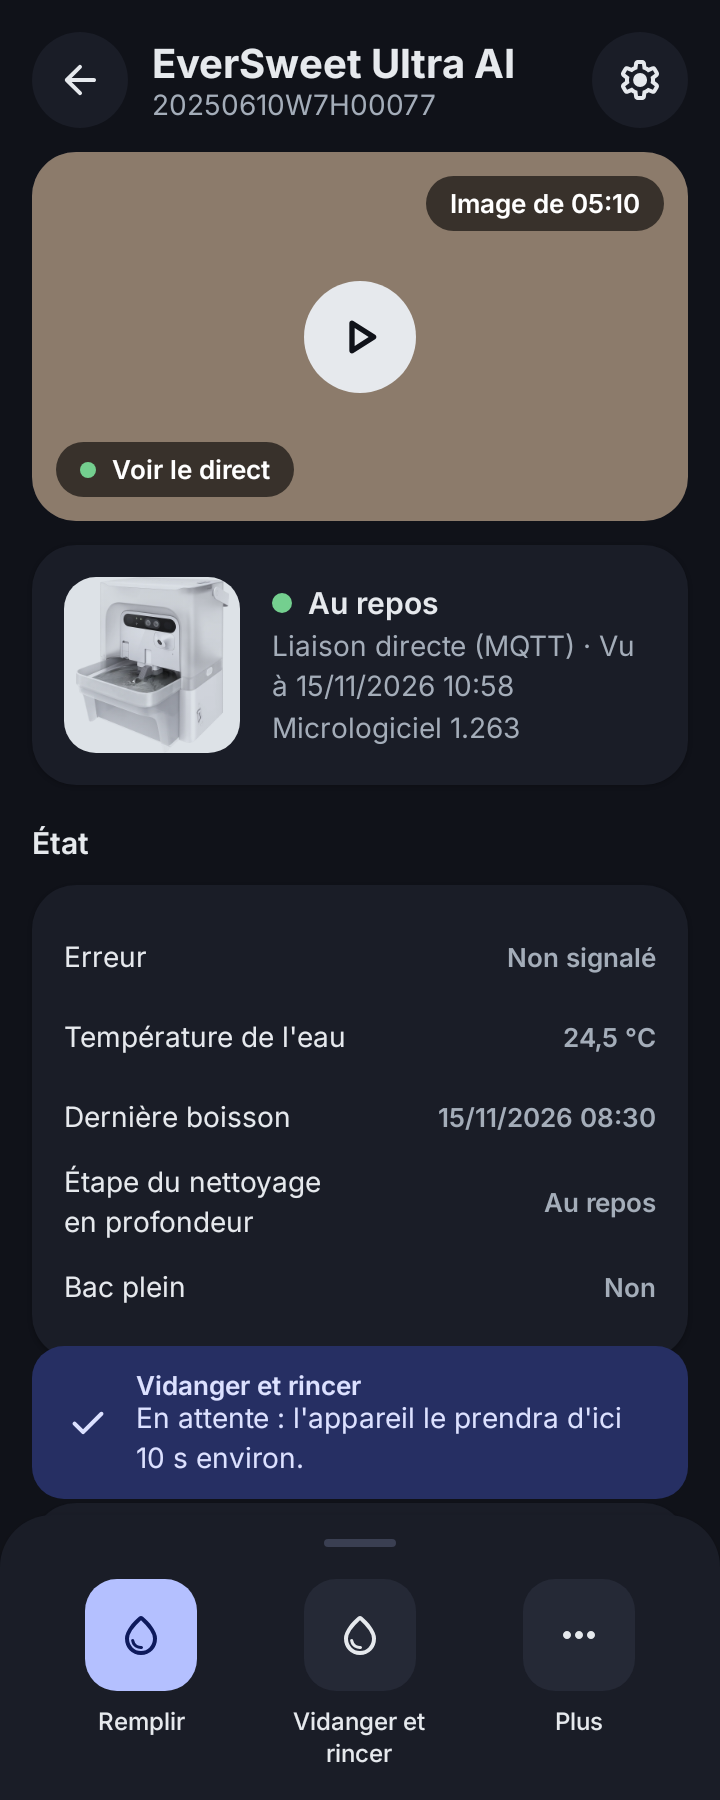 EverSweet Ultra AI
20250610W7H00077
Image de 05:10
Voir le direct
Au repos
Liaison directe (MQTT) · Vu
à 15/11/2026 10:58
Micrologiciel 1.263
État
Erreur
Non signalé
Température de l'eau
24,5 °C
Dernière boisson
15/11/2026 08:30
Étape du nettoyage
en profondeur
Au repos
Bac plein
Non
Vidanger et rincer
En attente : l'appareil le prendra d'ici
10 s environ.
Remplir
Vidanger et
rincer
Plus